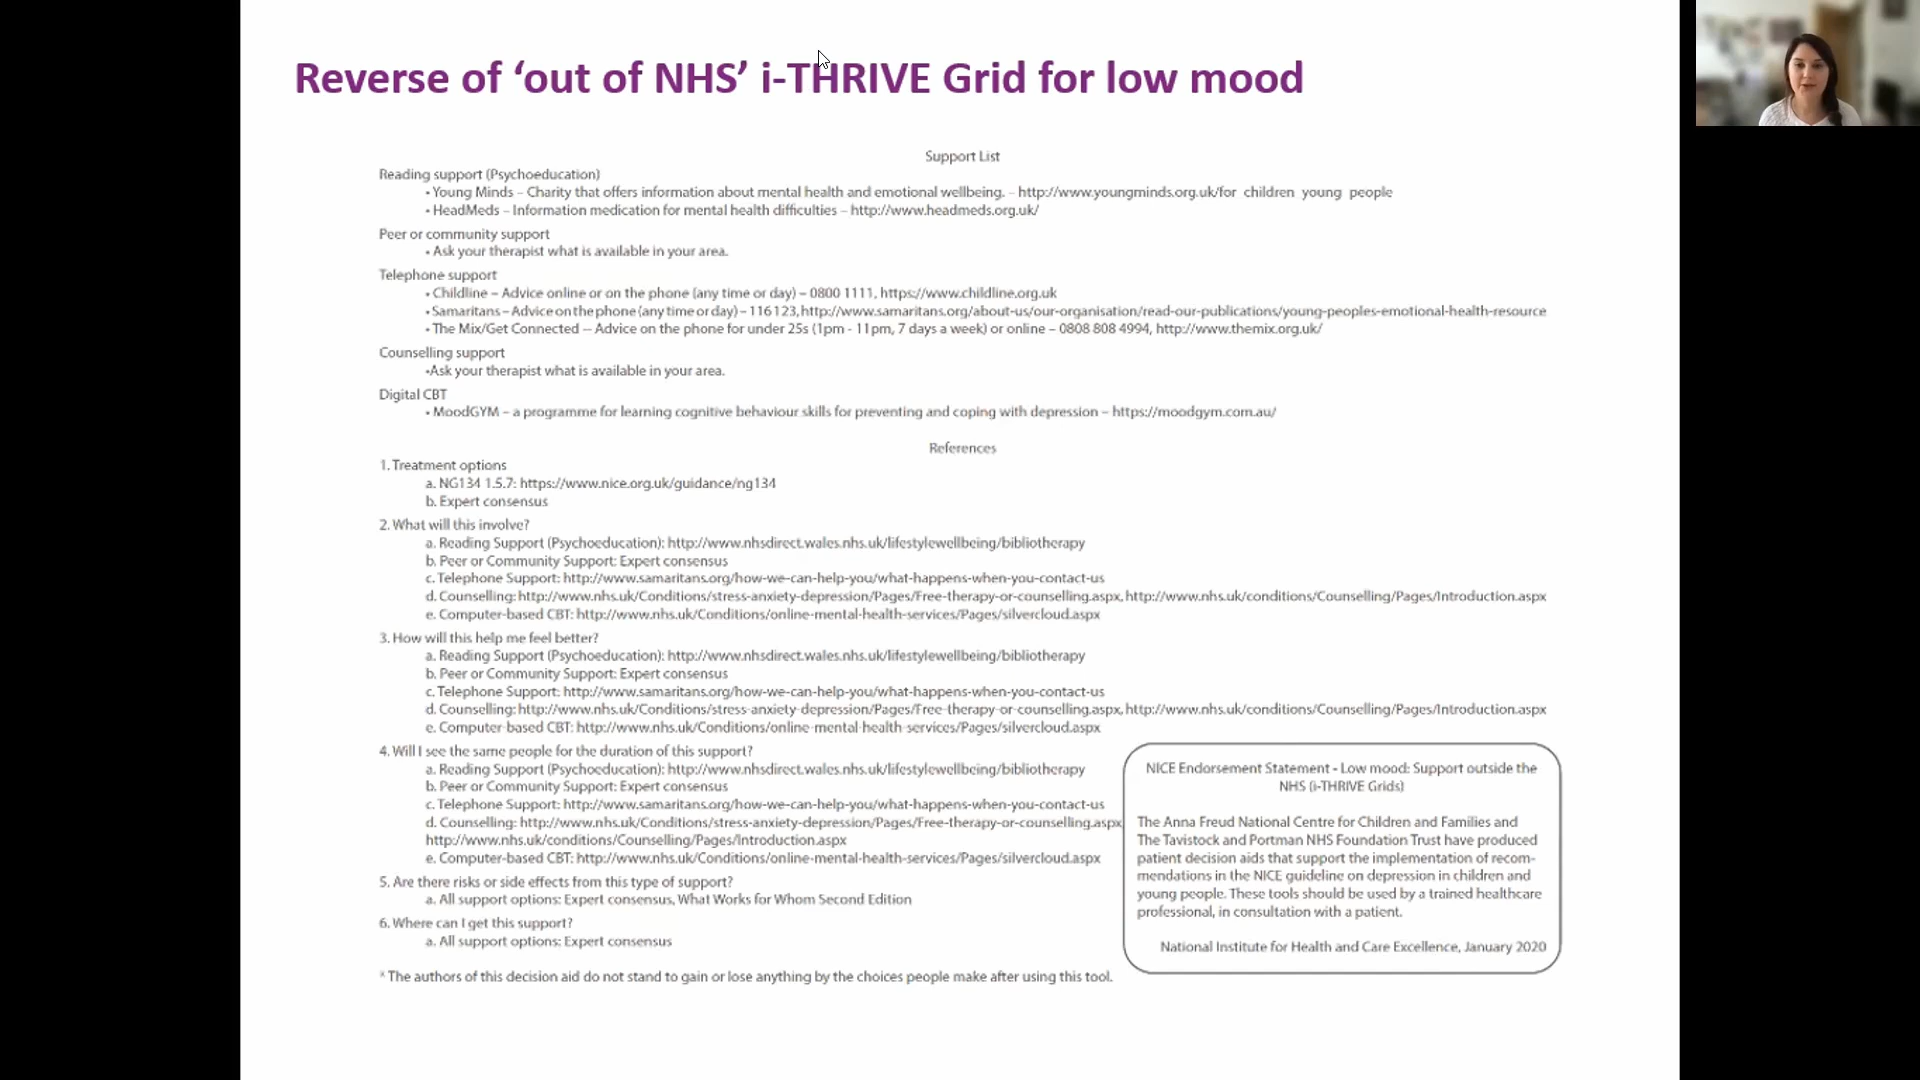 Reverse of ‘out of NHS’ i-THRIVE Grid for low mood
Support List
Reading support (Psychoeducation)
• Young Minds – Charity that offers information about mental health and emotional wellbeing. – http://www.youngminds.org.uk/for_children_young_people
• HeadMeds – Information medication for mental health difficulties – http://www.headmeds.org.uk/
Peer or community support
• Ask your therapist what is available in your area.
Telephone support
• Childline – Advice online or on the phone (any time or day) – 0800 1111, https://www.childline.org.uk
• Samaritans – Advice on the phone (any time or day) – 116 123, http://www.samaritans.org/about-us/our-organisation/read-our-publications/young-peoples-emotional-health-resource
• The Mix/Get Connected – Advice on the phone for under 25s (1pm - 11pm, 7 days a week) or online – 0808 808 4994, http://www.themix.org.uk/
Counselling support
•Ask your therapist what is available in your area.
Digital CBT
• MoodGYM – a programme for learning cognitive behaviour skills for preventing and coping with depression – https://moodgym.com.au/
References
1. Treatment options
a. NG134 1.5.7: https://www.nice.org.uk/guidance/ng134
b. Expert consensus
2. What will this involve?
a. Reading Support (Psychoeducation): http://www.nhsdirect.wales.nhs.uk/lifestylewellbeing/bibliotherapy
b. Peer or Community Support: Expert consensus
c. Telephone Support: http://www.samaritans.org/how-we-can-help-you/what-happens-when-you-contact-us
d. Counselling: http://www.nhs.uk/Conditions/stress-anxiety-depression/Pages/Free-therapy-or-counselling.aspx, http://www.nhs.uk/conditions/Counselling/Pages/Introduction.aspx
e. Computer-based CBT: http://www.nhs.uk/Conditions/online-mental-health-services/Pages/silvercloud.aspx
3. How will this help me feel better?
a. Reading Support (Psychoeducation): http://www.nhsdirect.wales.nhs.uk/lifestylewellbeing/bibliotherapy
b. Peer or Community Support: Expert consensus
c. Telephone Support: http://www.samaritans.org/how-we-can-help-you/what-happens-when-you-contact-us
d. Counselling: http://www.nhs.uk/Conditions/stress-anxiety-depression/Pages/Free-therapy-or-counselling.aspx, http://www.nhs.uk/conditions/Counselling/Pages/Introduction.aspx
e. Computer-based CBT: http://www.nhs.uk/Conditions/online-mental-health-services/Pages/silvercloud.aspx
4. Will I see the same people for the duration of this support?
a. Reading Support (Psychoeducation): http://www.nhsdirect.wales.nhs.uk/lifestylewellbeing/bibliotherapy
b. Peer or Community Support: Expert consensus
c. Telephone Support: http://www.samaritans.org/how-we-can-help-you/what-happens-when-you-contact-us
d. Counselling: http://www.nhs.uk/Conditions/stress-anxiety-depression/Pages/Free-therapy-or-counselling.aspx
http://www.nhs.uk/conditions/Counselling/Pages/Introduction.aspx
e. Computer-based CBT: http://www.nhs.uk/Conditions/online-mental-health-services/Pages/silvercloud.aspx
5. Are there risks or side effects from this type of support?
a. All support options: Expert consensus, What Works for Whom Second Edition
6. Where can I get this support?
a. All support options: Expert consensus
* The authors of this decision aid do not stand to gain or lose anything by the choices people make after using this tool.
NICE Endorsement Statement - Low mood: Support outside the
NHS (i-THRIVE Grids)
The Anna Freud National Centre for Children and Families and
The Tavistock and Portman NHS Foundation Trust have produced
patient decision aids that support the implementation of recom-
mendations in the NICE guideline on depression in children and
young people. These tools should be used by a trained healthcare
professional, in consultation with a patient.
National Institute for Health and Care Excellence, January 2020